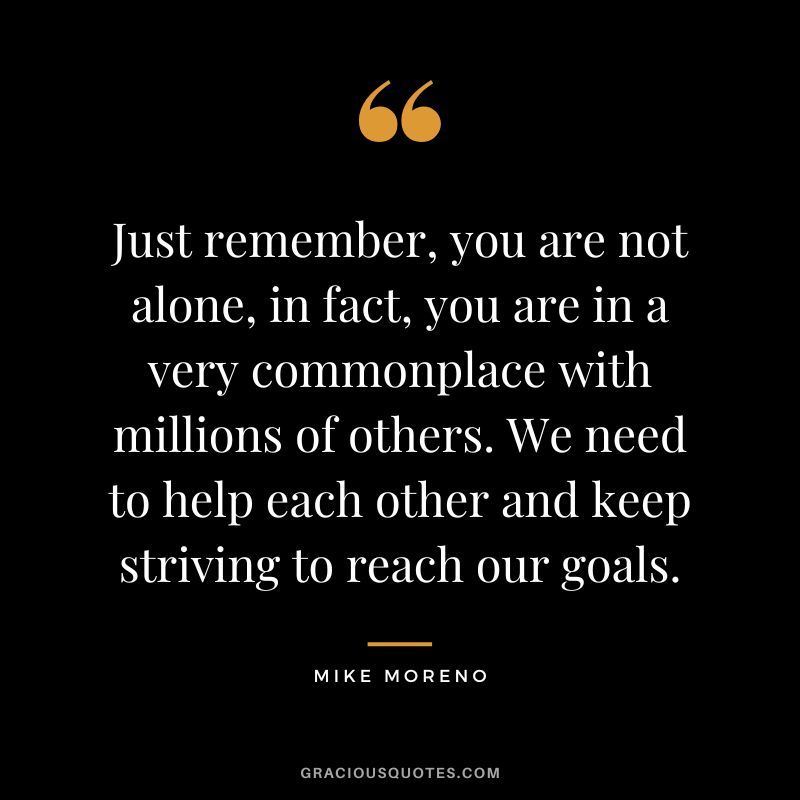 “
Just remember, you are not
alone, in fact, you are in a
very commonplace with
millions of others. We need
to help each other and keep
striving to reach our goals.
MIKE MORENO
GRACIOUSQUOTES.COM